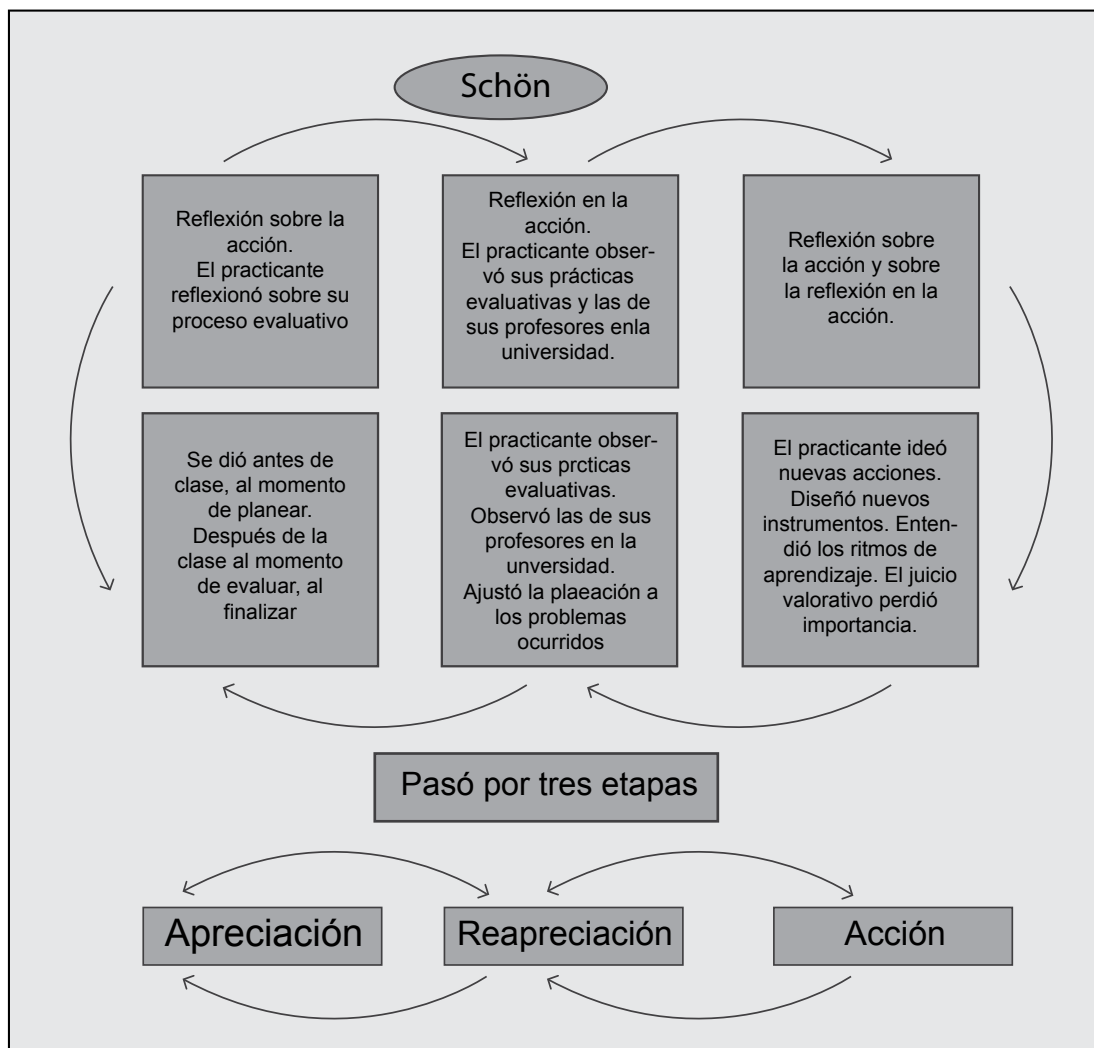 Schön
Reflexión sobre la
acción.
El practicante
reflexionó sobre su
proceso evaluativo
Reflexión en la
acción.
El practicante obser-
vó sus prácticas
evaluativas y las de
sus profesores enla
universidad.
Reflexión sobre
la acción y sobre
la reflexión en la
acción.
Se dió antes de
clase, al momento
de planear.
Después de la
clase al momento
de evaluar, al
finalizar
El practicante obser-
vó sus prcticas
evaluativas.
Observó las de sus
profesores en la
unversidad.
Ajustó la plaeación a
los problemas
ocurridos
El practicante ideó
nuevas acciones.
Diseñó nuevos
instrumentos. Enten-
dió los ritmos de
aprendizaje. El juicio
valorativo perdió
importancia.
Pasó por tres etapas
Apreciación
Reapreciación
Acción